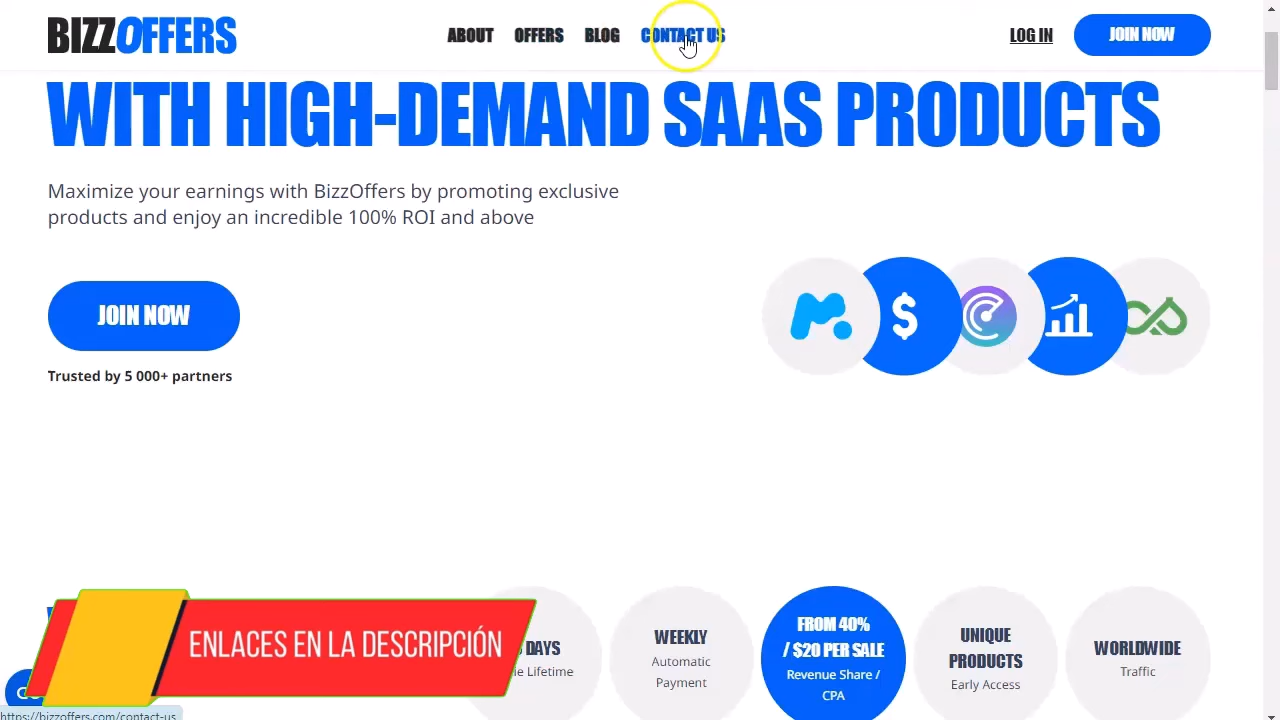 BIZZOFFERS
ABOUT OFFERS BLOG CONTACT US
LOG IN
JOIN NOW
WITH HIGH-DEMAND SAAS PRODUCTS
Maximize your earnings with BizzOffers by promoting exclusive
products and enjoy an incredible 100% ROI and above
JOIN NOW
Trusted by 5 000+ partners
DAYS
Lifetime
WEEKLY
Automatic
Payment
FROM 40%
/ $20 PER SALE
Revenue Share /
CPA
UNIQUE
PRODUCTS
Early Access
WORLDWIDE
Traffic
ENLACES EN LA DESCRIPCIÓN
https://bizzoffers.com/contact-us